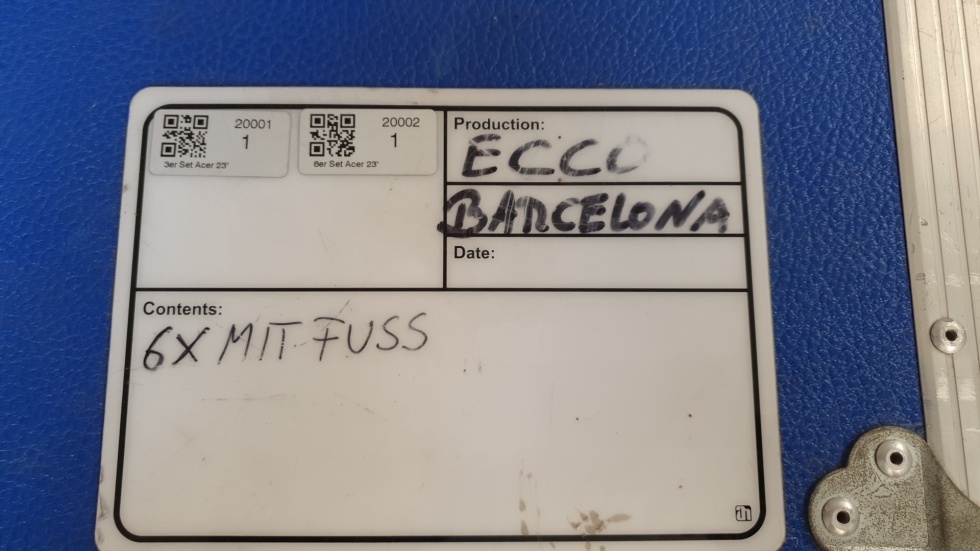 20001
1
3er Set Acer 23"
20002
1
6er Set Acer 23"
Production:
ECCO
BARCELONA
Date:
Contents:
6X MIT FUSS